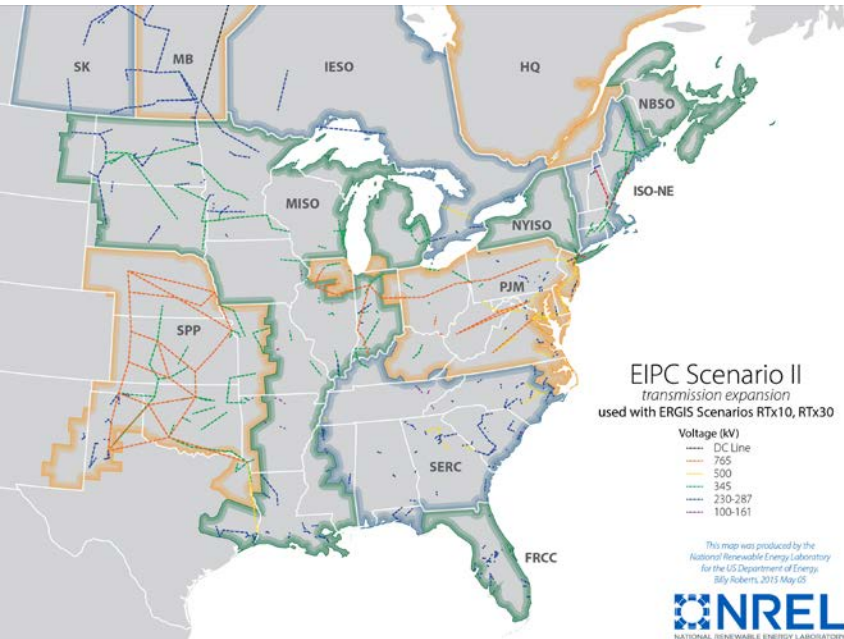 SK
MB
IESO
HQ
NBSO
MISO
ISO-NE
NYISO
PJM
SPP
SERC
FRCC
EIPC Scenario II
transmission expansion
used with ERGIS Scenarios RTx10, RTx30
Voltage (kV)
DC Line
765
500
345
230-287
100-161
This map was produced by the
National Renewable Energy Laboratory
for the US Department of Energy.
Billy Roberts, 2015 May 05
NREL
NATIONAL RENEWABLE ENERGY LABORATORY